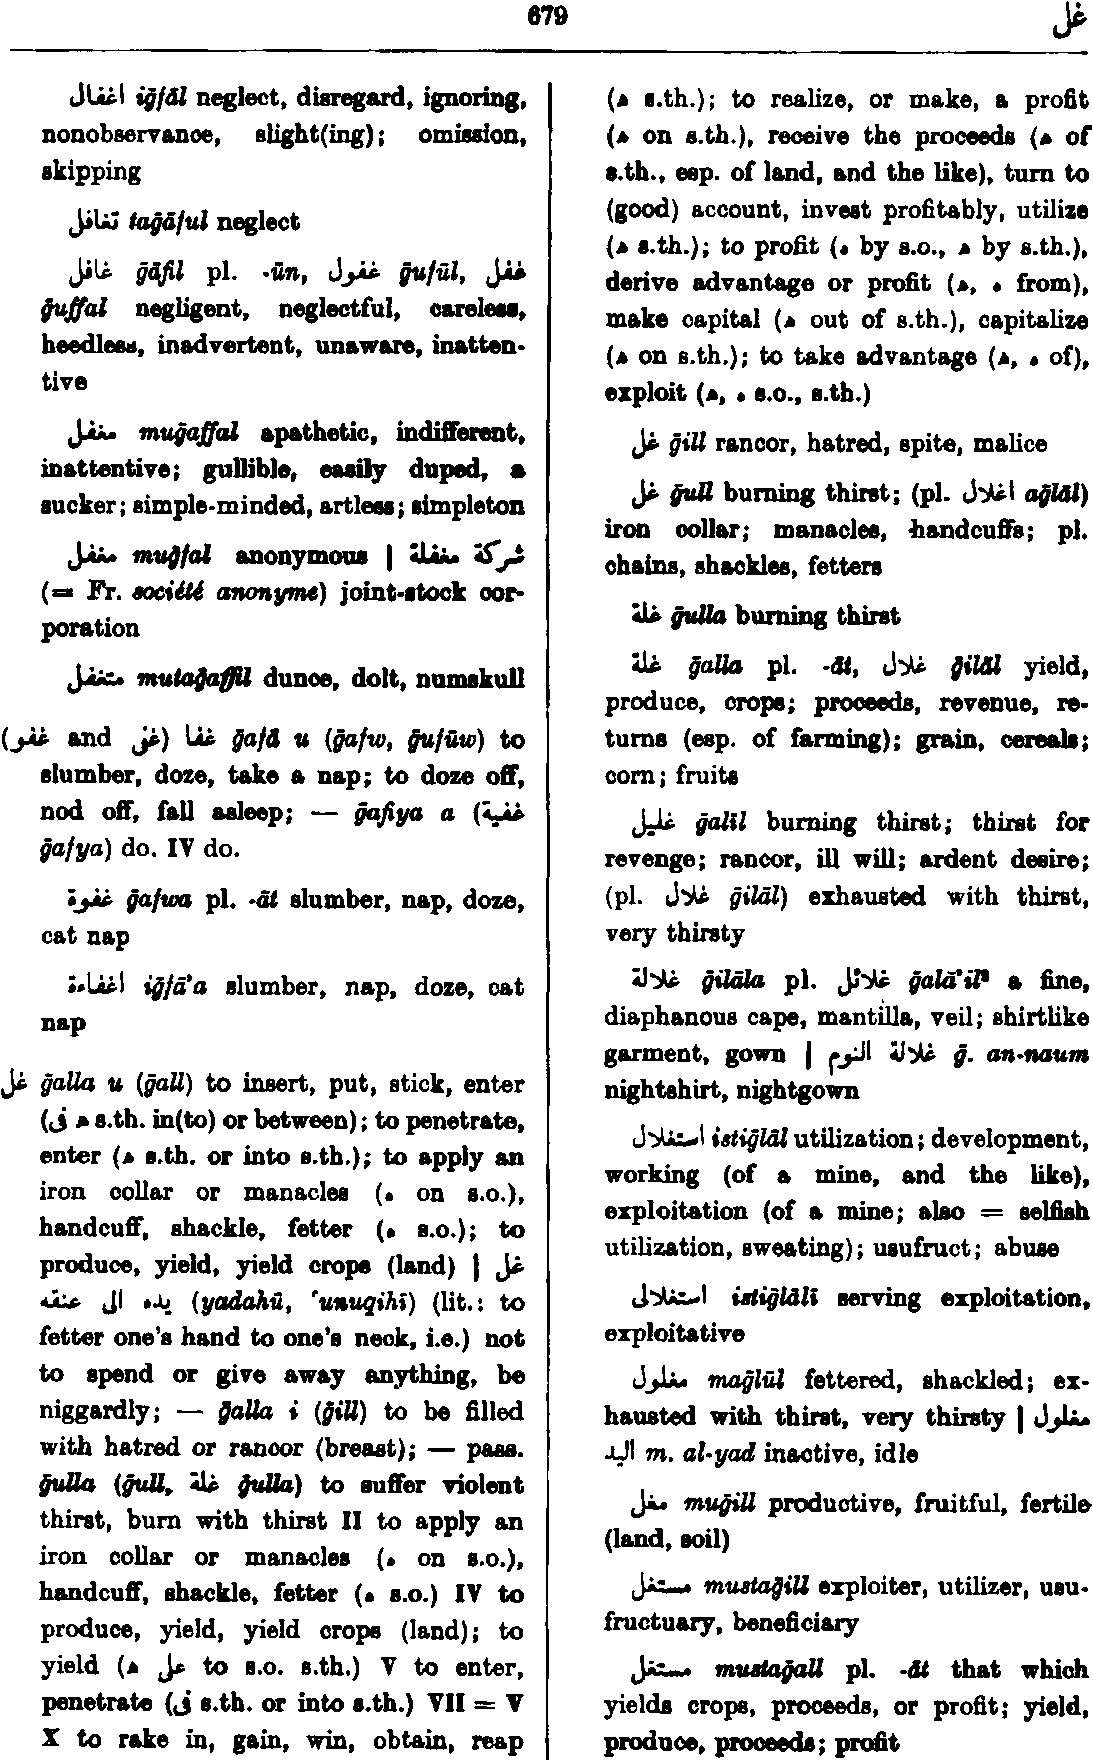 679
غل
اغفال iḡfāl neglect, disregard, ignoring,
nonobservance, slight(ing); omission,
skipping
تغافل taḡāful neglect
غافل ḡāfil pl. -ūn, غفول ḡufūl, غفل
ḡuffal negligent, neglectful, careless,
heedless, inadvertent, unaware, inatten-
tive
مغفل muḡaffal apathetic, indifferent,
inattentive; gullible, easily duped, a
sucker; simple-minded, artless; simpleton
مغفل muḡfal anonymous | شركة مغفلة
(= Fr. société anonyme) joint-stock cor-
poration
متغفل mutaḡaffil dunce, dolt, numskull
(غفو and غفى) غفا ḡafā u (ḡafw, ḡufūw) to
slumber, doze, take a nap; to doze off,
nod off, fall asleep; — ḡafiya a (غفية
ḡafya) do. IV do.
غفوة ḡafwa pl. -āt slumber, nap, doze,
cat nap
اغفاءة iḡfā'a slumber, nap, doze, cat
nap
غل ḡalla u (ḡall) to insert, put, stick, enter
(ه فى s.th. in(to) or between); to penetrate,
enter (ه s.th. or into s.th.); to apply an
iron collar or manacles (ه on s.o.),
handcuff, shackle, fetter (ه s.o.); to
produce, yield, yield crops (land) | غل
يده الى عنقه (yadahū, 'unuqihī) (lit.: to
fetter one's hand to one's neck, i.e.) not
to spend or give away anything, be
niggardly; — ḡalla i (ḡill) to be filled
with hatred or rancor (breast); — pass.
ḡulla (ḡull, غلة ḡulla) to suffer violent
thirst, burn with thirst II to apply an
iron collar or manacles (ه on s.o.),
handcuff, shackle, fetter (ه s.o.) IV to
produce, yield, yield crops (land); to
yield (ه على to s.o. s.th.) V to enter,
penetrate (فى s.th. or into s.th.) VII = V
X to rake in, gain, win, obtain, reap
(ه s.th.); to realize, or make, a profit
(ه on s.th.), receive the proceeds (ه of
s.th., esp. of land, and the like), turn to
(good) account, invest profitably, utilize
(ه s.th.); to profit (ه by s.o., ه by s.th.),
derive advantage or profit (ه, ه from),
make capital (ه out of s.th.), capitalize
(ه on s.th.); to take advantage (ه, ه of),
exploit (ه, ه s.o., s.th.)
غل ḡill rancor, hatred, spite, malice
غل ḡull burning thirst; (pl. اغلال aḡlāl)
iron collar; manacles, handcuffs; pl.
chains, shackles, fetters
غلة ḡulla burning thirst
غلة ḡalla pl. -āt, غلال ḡilāl yield,
produce, crops; proceeds, revenue, re-
turns (esp. of farming); grain, cereals;
corn; fruits
غليل ḡalīl burning thirst; thirst for
revenge; rancor, ill will; ardent desire;
(pl. غلال ḡilāl) exhausted with thirst,
very thirsty
غلالة ḡilāla pl. غلائل ḡalā'il² a fine,
diaphanous cape, mantilla, veil; shirtlike
garment, gown | غلالة النوم ḡ. an-naum
nightshirt, nightgown
استغلال istiḡlāl utilization; development,
working (of a mine, and the like),
exploitation (of a mine; also = selfish
utilization, sweating); usufruct; abuse
استغلالى istiḡlālī serving exploitation,
exploitative
مغلول maḡlūl fettered, shackled; ex-
hausted with thirst, very thirsty | مغلول
اليد m. al-yad inactive, idle
مغل muḡill productive, fruitful, fertile
(land, soil)
مستغل mustaḡill exploiter, utilizer, usu-
fructuary, beneficiary
مستغل mustaḡall pl. -āt that which
yields crops, proceeds, or profit; yield,
produce, proceeds; profit